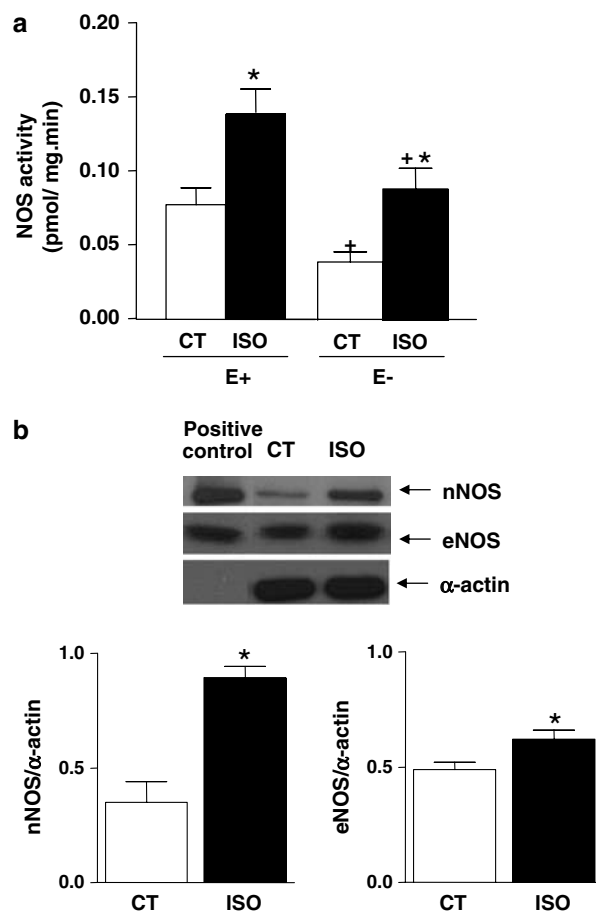 a
NOS activity
(pmol/ mg.min)
0.20
0.15
0.10
0.05
0.00
*
+ *
+
CT ISO CT ISO
E+ E-
b
Positive
control CT ISO
nNOS
eNOS
α-actin
nNOS/α-actin
1.0
0.5
0.0
*
CT ISO
eNOS/α-actin
1.0
0.5
0.0
*
CT ISO